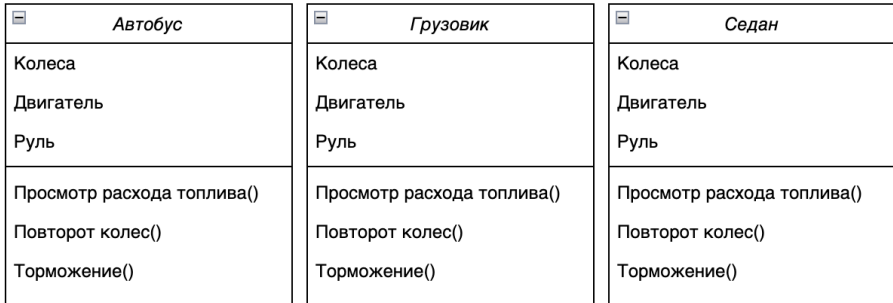 Автобус
Колеса
Двигатель
Руль
Просмотр расхода топлива()
Повторот колес()
Торможение()
Грузовик
Колеса
Двигатель
Руль
Просмотр расхода топлива()
Повторот колес()
Торможение()
Седан
Колеса
Двигатель
Руль
Просмотр расхода топлива()
Повторот колес()
Торможение()